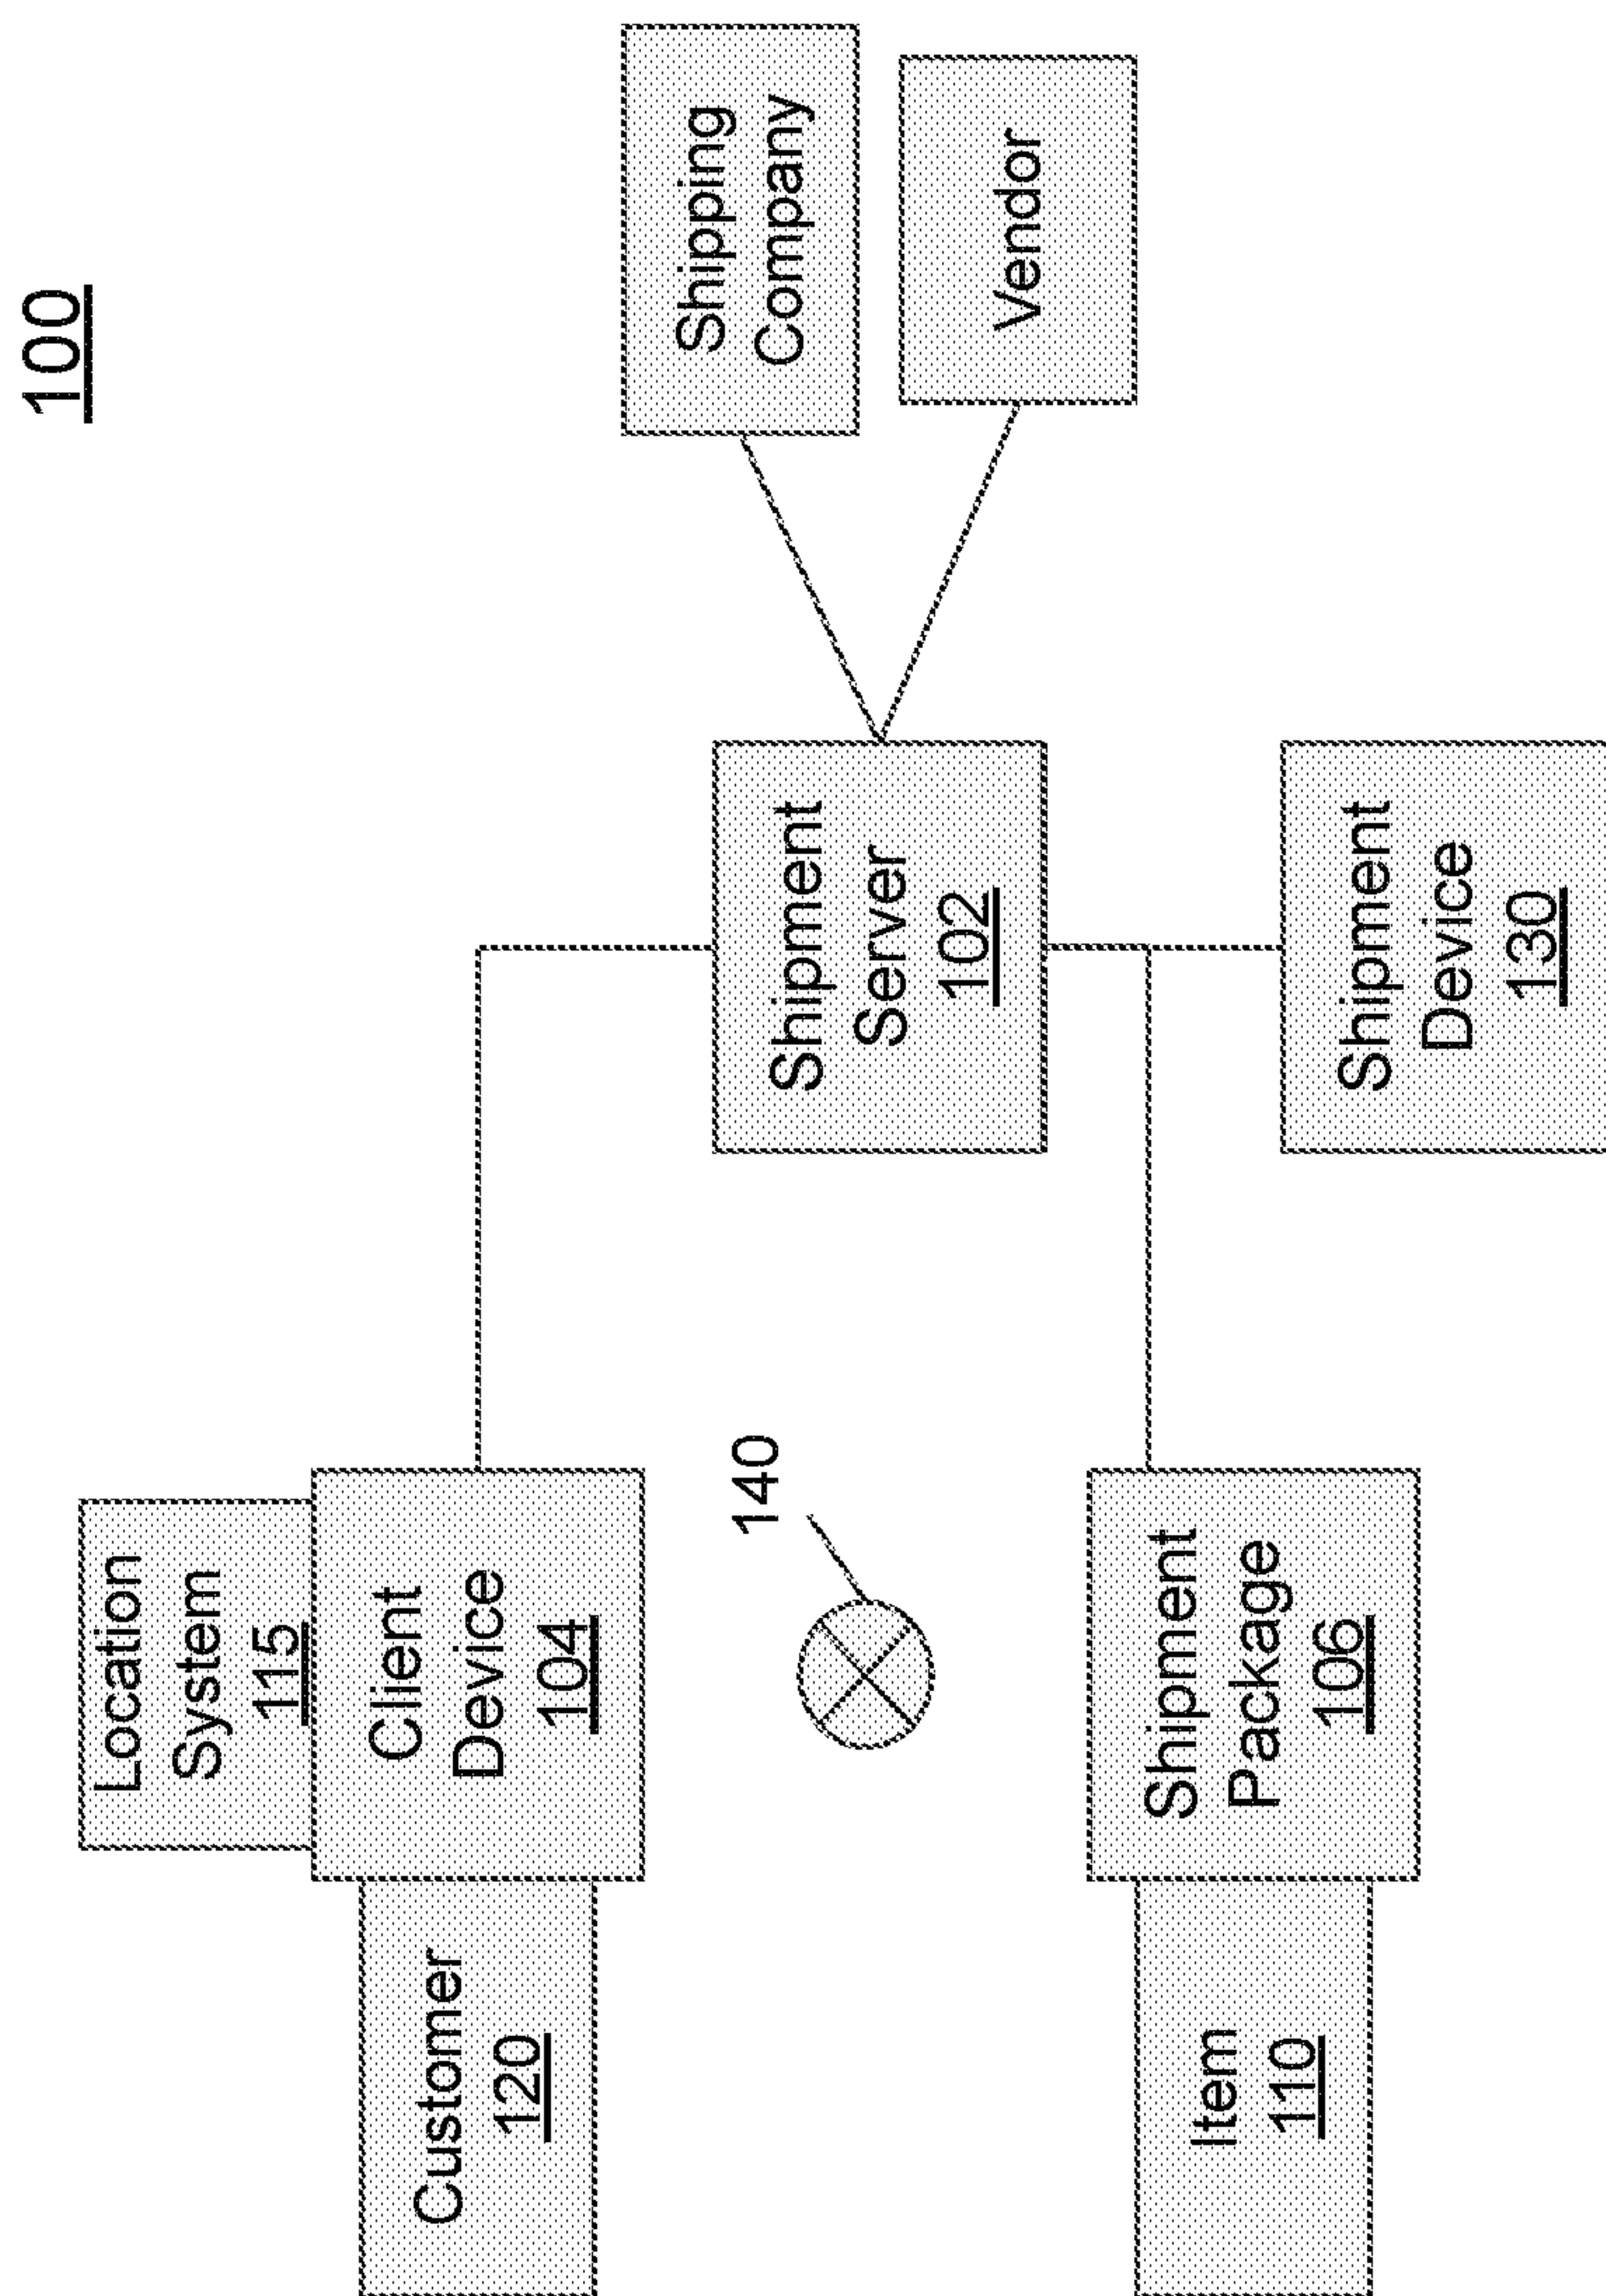 100
Location
System
115
Customer
120
Client
Device
104
140
Item
110
Shipment
Package
106
Shipment
Server
102
Shipment
Device
130
Shipping
Company
Vendor